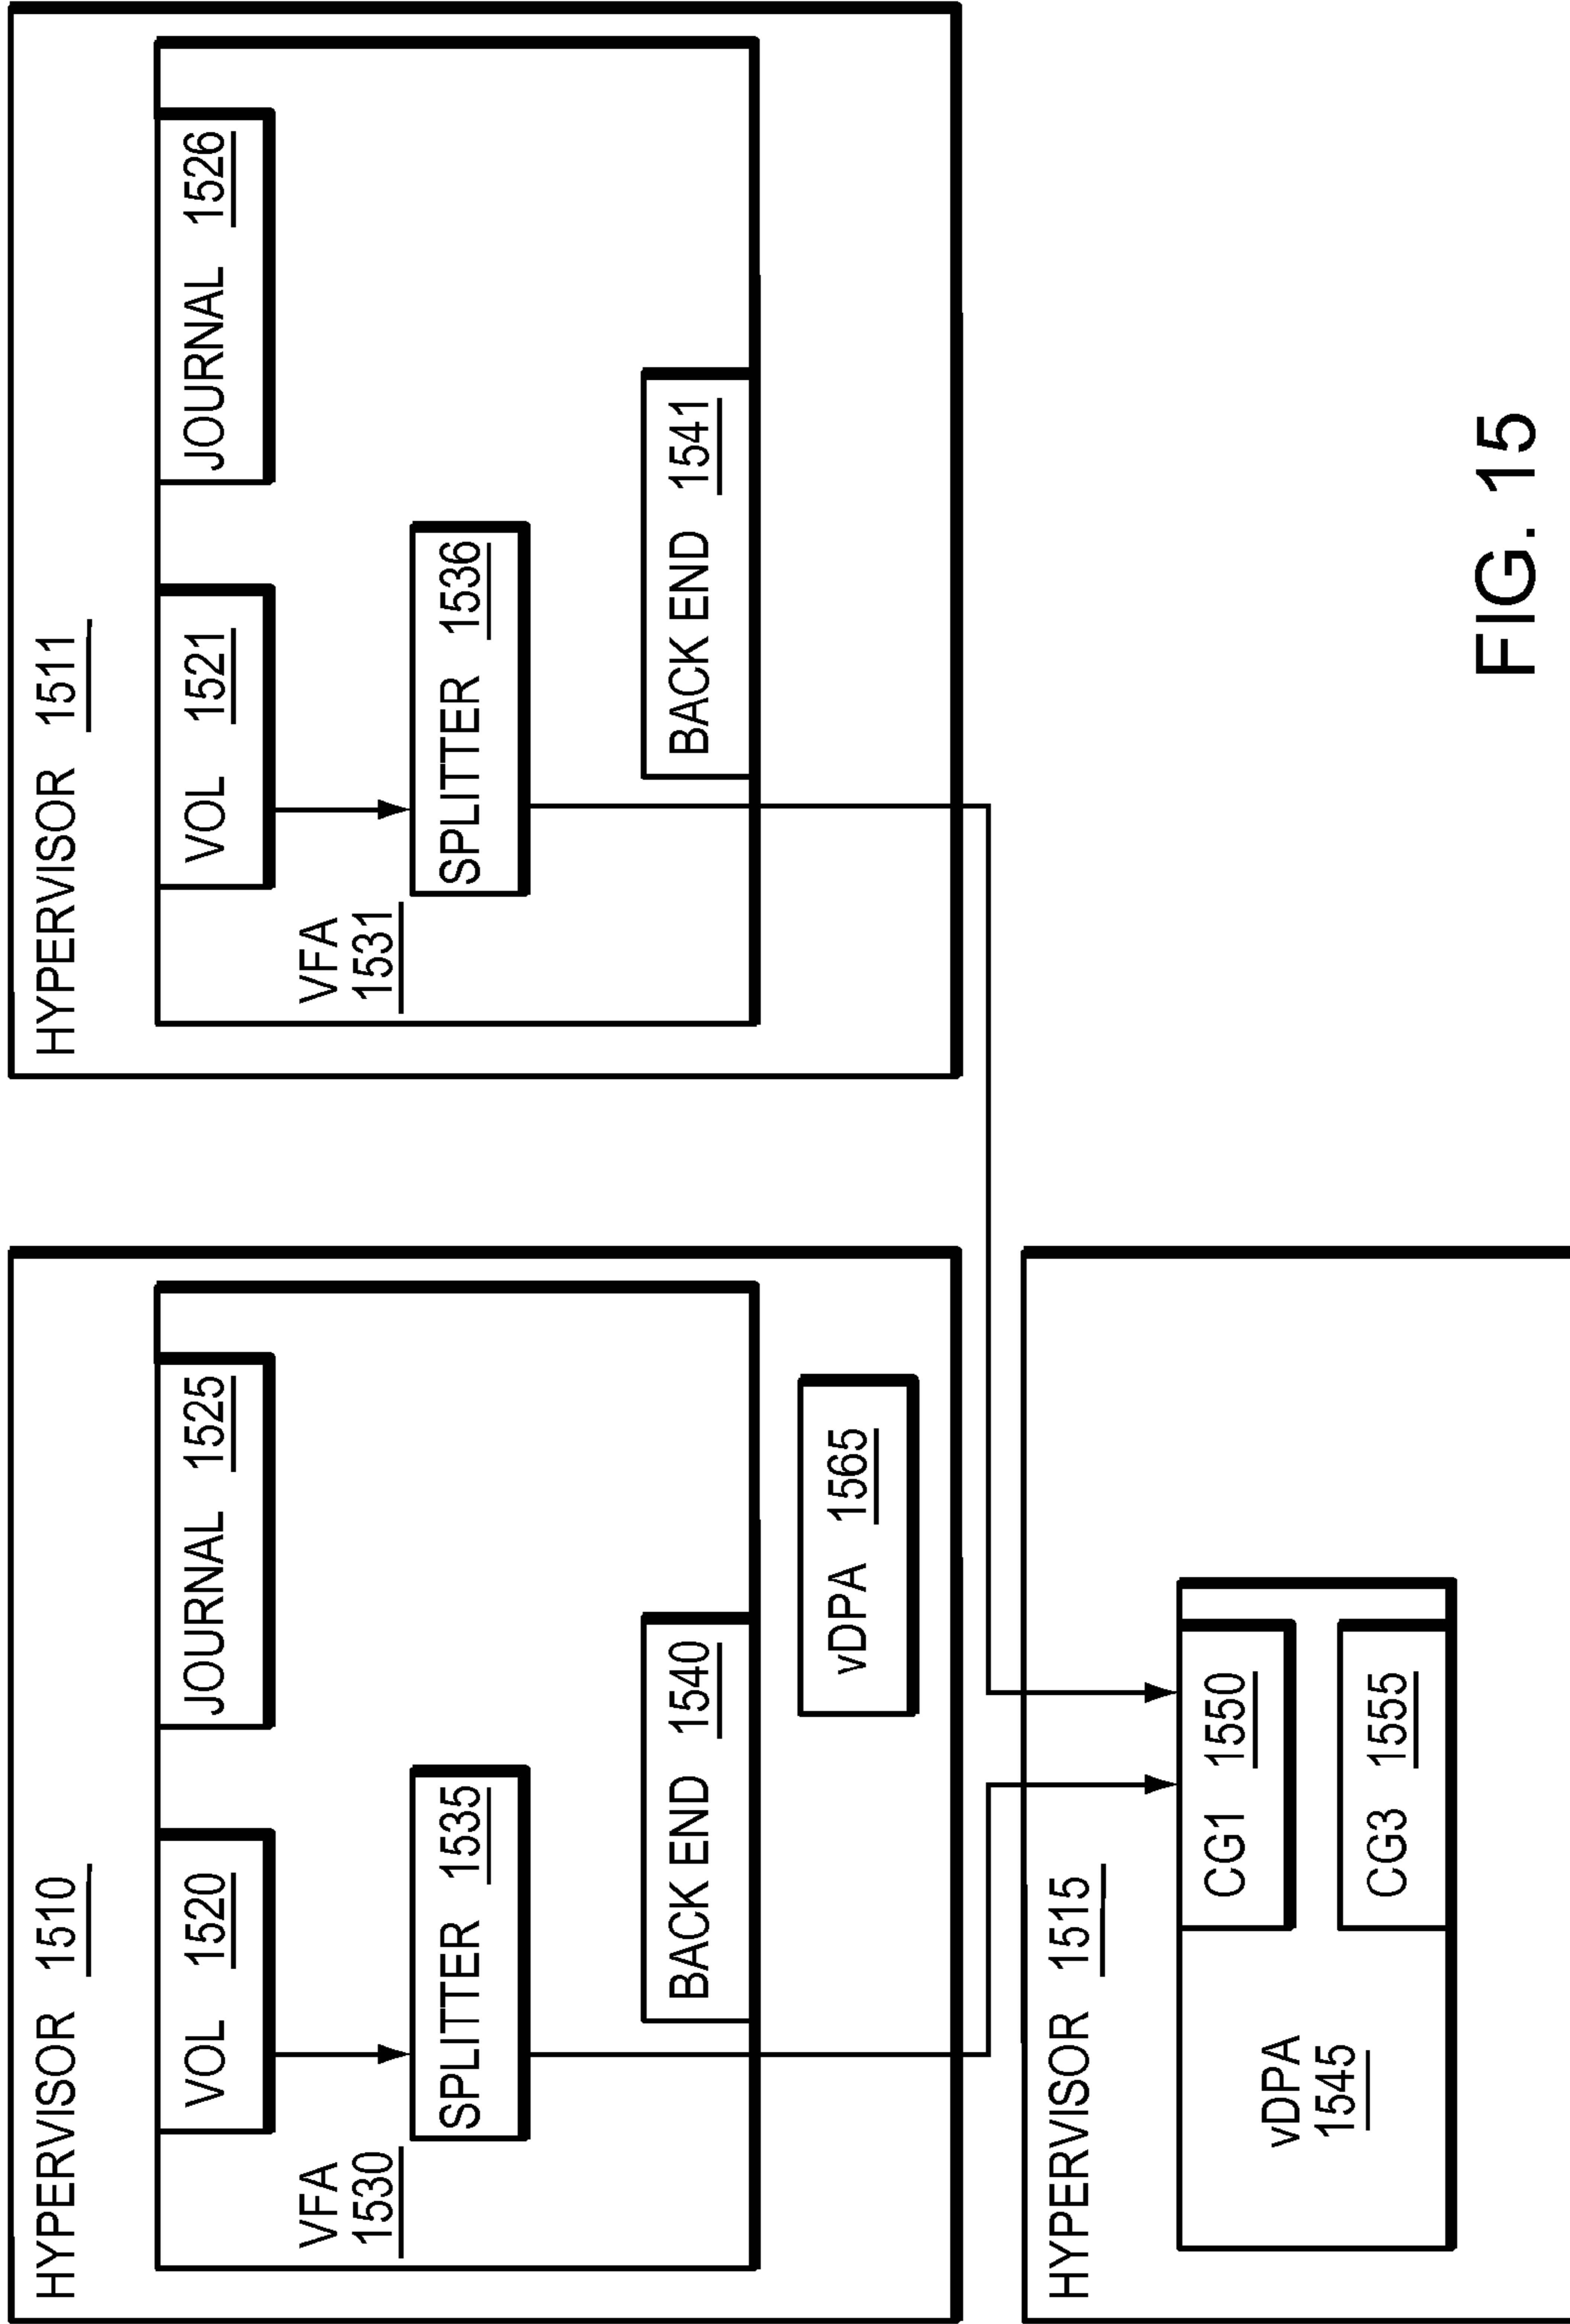 HYPERVISOR 1510
VOL 1520
JOURNAL 1525
VFA
1530
SPLITTER 1535
BACK END 1540
vDPA 1565
HYPERVISOR 1511
VOL 1521
JOURNAL 1526
VFA
1531
SPLITTER 1536
BACK END 1541
HYPERVISOR 1515
vDPA
1545
CG1 1550
CG3 1555
FIG. 15